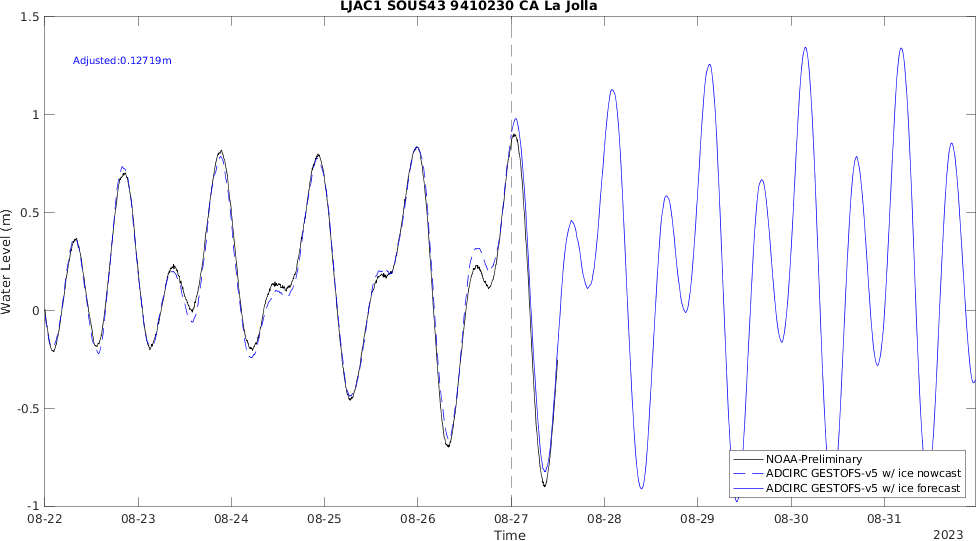 LJAC1 SOUS43 9410230 CA La Jolla
Adjusted:0.12719m
1.5
1
0.5
0
-0.5
-1
Water Level (m)
NOAA-Preliminary
ADCIRC GESTOFS-v5 w/ ice nowcast
ADCIRC GESTOFS-v5 w/ ice forecast
08-22 08-23 08-24 08-25 08-26 08-27 08-28 08-29 08-30 08-31
Time
2023